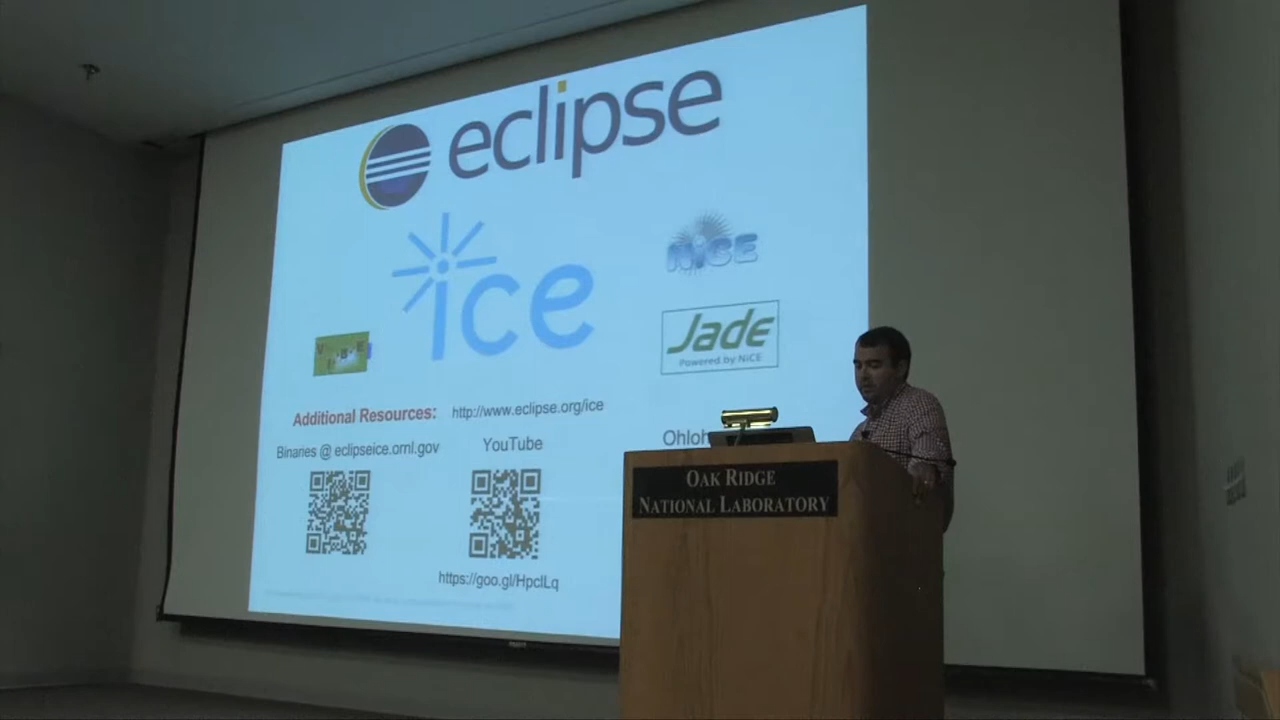 eclipse
ice
NiCE
Jade
Powered by NiCE
Additional Resources: http://www.eclipse.org/ice
Binaries @ eclipseice.ornl.gov
YouTube
Ohloh
https://goo.gl/HpclLq
OAK RIDGE
NATIONAL LABORATORY